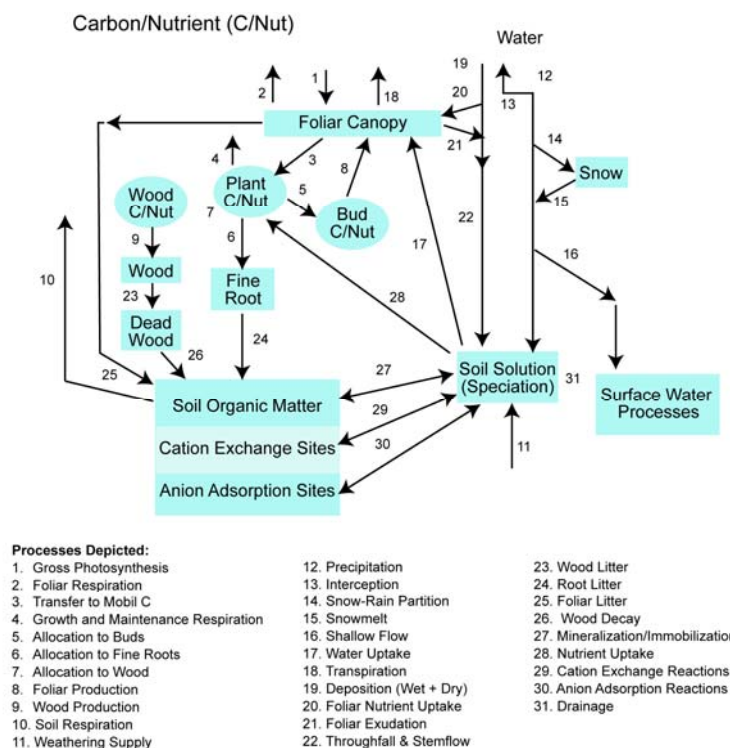 Carbon/Nutrient (C/Nut)
Water
2
1
18
19
20
13
12
Foliar Canopy
21
14
Snow
15
4
3
8
Plant
C/Nut
5
Bud
C/Nut
7
Wood
C/Nut
9
6
22
17
16
10
Wood
Fine
Root
28
23
Dead
Wood
24
26
25
27
Soil Solution
(Speciation)
31
Surface Water
Processes
Soil Organic Matter
29
Cation Exchange Sites
30
11
Anion Adsorption Sites
Processes Depicted:
1. Gross Photosynthesis
2. Foliar Respiration
3. Transfer to Mobil C
4. Growth and Maintenance Respiration
5. Allocation to Buds
6. Allocation to Fine Roots
7. Allocation to Wood
8. Foliar Production
9. Wood Production
10. Soil Respiration
11. Weathering Supply
12. Precipitation
13. Interception
14. Snow-Rain Partition
15. Snowmelt
16. Shallow Flow
17. Water Uptake
18. Transpiration
19. Deposition (Wet + Dry)
20. Foliar Nutrient Uptake
21. Foliar Exudation
22. Throughfall & Stemflow
23. Wood Litter
24. Root Litter
25. Foliar Litter
26. Wood Decay
27. Mineralization/Immobilization
28. Nutrient Uptake
29. Cation Exchange Reactions
30. Anion Adsorption Reactions
31. Drainage